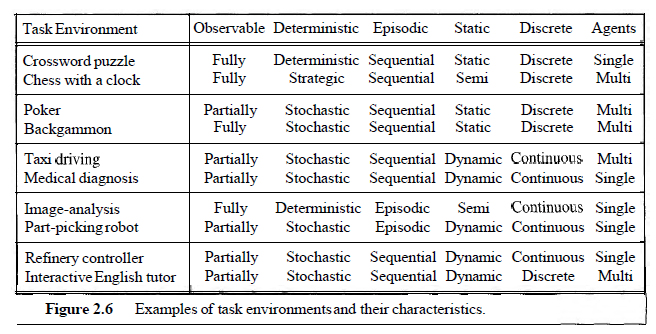 Task Environment Observable Deterministic Episodic Static Discrete Agents
Crossword puzzle Fully Deterministic Sequential Static Discrete Single
Chess with a clock Fully Strategic Sequential Semi Discrete Multi
Poker Partially Stochastic Sequential Static Discrete Multi
Backgammon Fully Stochastic Sequential Static Discrete Multi
Taxi driving Partially Stochastic Sequential Dynamic Continuous Multi
Medical diagnosis Partially Stochastic Sequential Dynamic Continuous Single
Image-analysis Fully Deterministic Episodic Semi Continuous Single
Part-picking robot Partially Stochastic Episodic Dynamic Continuous Single
Refinery controller Partially Stochastic Sequential Dynamic Continuous Single
Interactive English tutor Partially Stochastic Sequential Dynamic Discrete Multi
Figure 2.6 Examples of task environments and their characteristics.